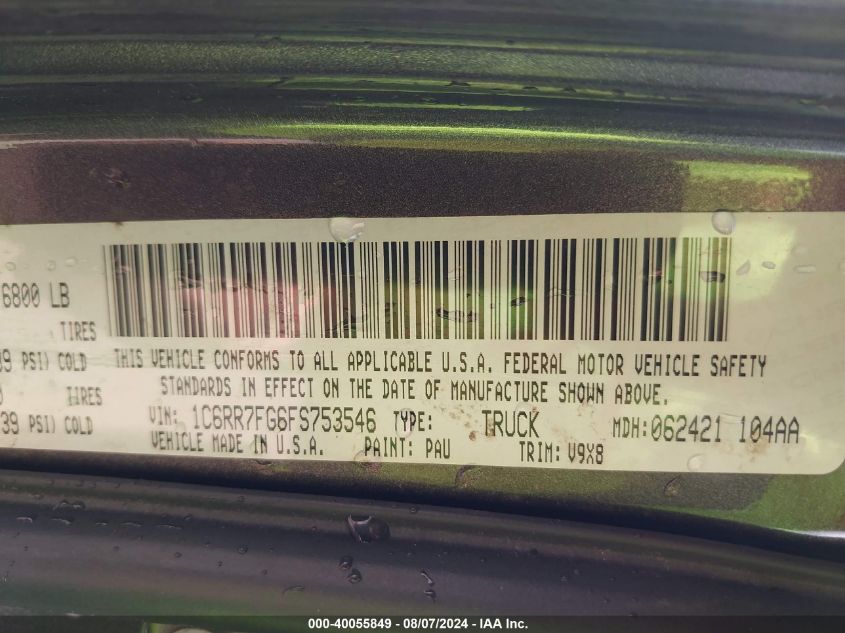 6800 LB
TIRES
39 PSI) COLD THIS VEHICLE CONFORMS TO ALL APPLICABLE U.S.A. FEDERAL MOTOR VEHICLE SAFETY
TIRES STANDARDS IN EFFECT ON THE DATE OF MANUFACTURE SHOWN ABOVE.
39 PSI) COLD VIN: 1C6RR7FG6FS753546 TYPE: TRUCK MDH:062421 104AA
VEHICLE MADE IN U.S.A. PAINT: PAU TRIM: V9X8
000-40055849 - 08/07/2024 - IAA Inc.